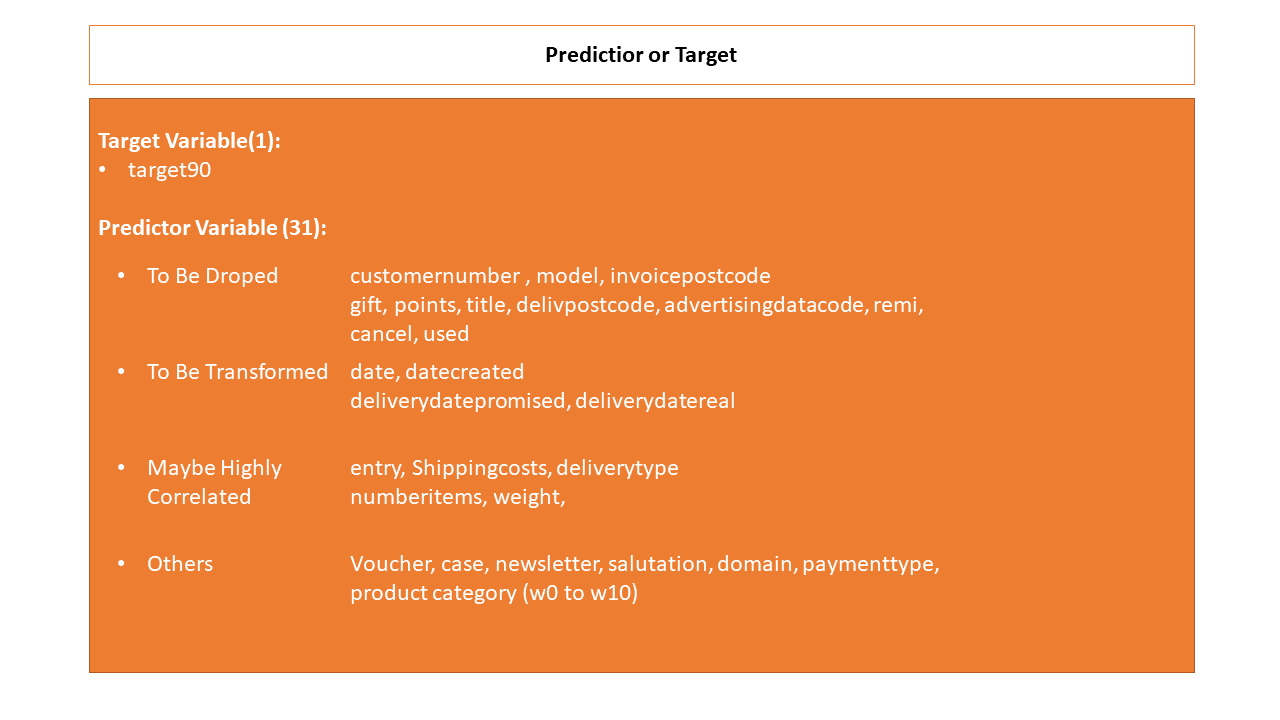 Predictior or Target
Target Variable(1):
• target90
Predictor Variable (31):
• To Be Droped customernumber , model, invoicepostcode
gift, points, title, delivpostcode, advertisingdatacode, remi,
cancel, used
• To Be Transformed date, datecreated
deliverydatepromised, deliverydatereal
• Maybe Highly entry, Shippingcosts, deliverytype
Correlated numberitems, weight,
• Others Voucher, case, newsletter, salutation, domain, paymenttype,
product category (w0 to w10)